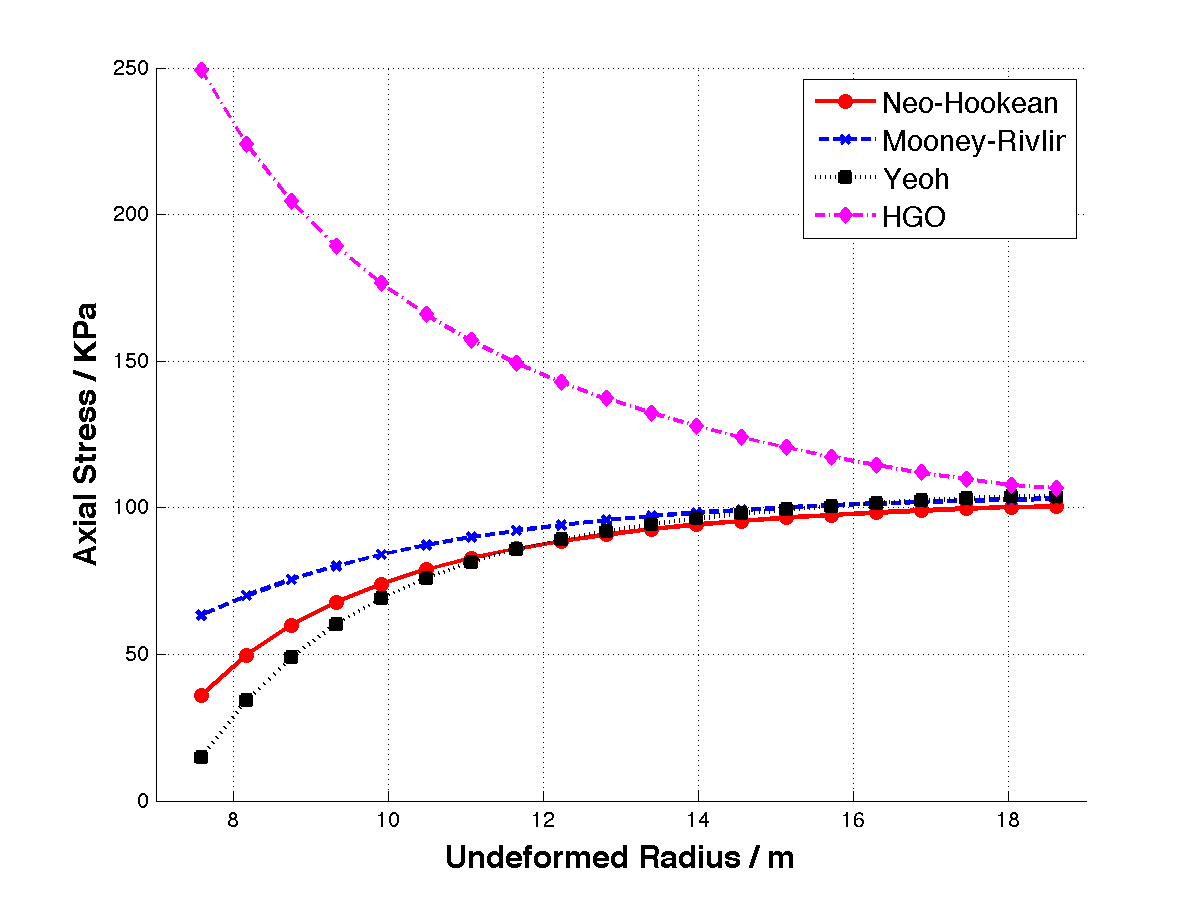 250
200
150
100
50
0
8 10 12 14 16 18
Axial Stress / KPa
Undeformed Radius / m
Neo-Hookean
Mooney-Rivlin
Yeoh
HGO